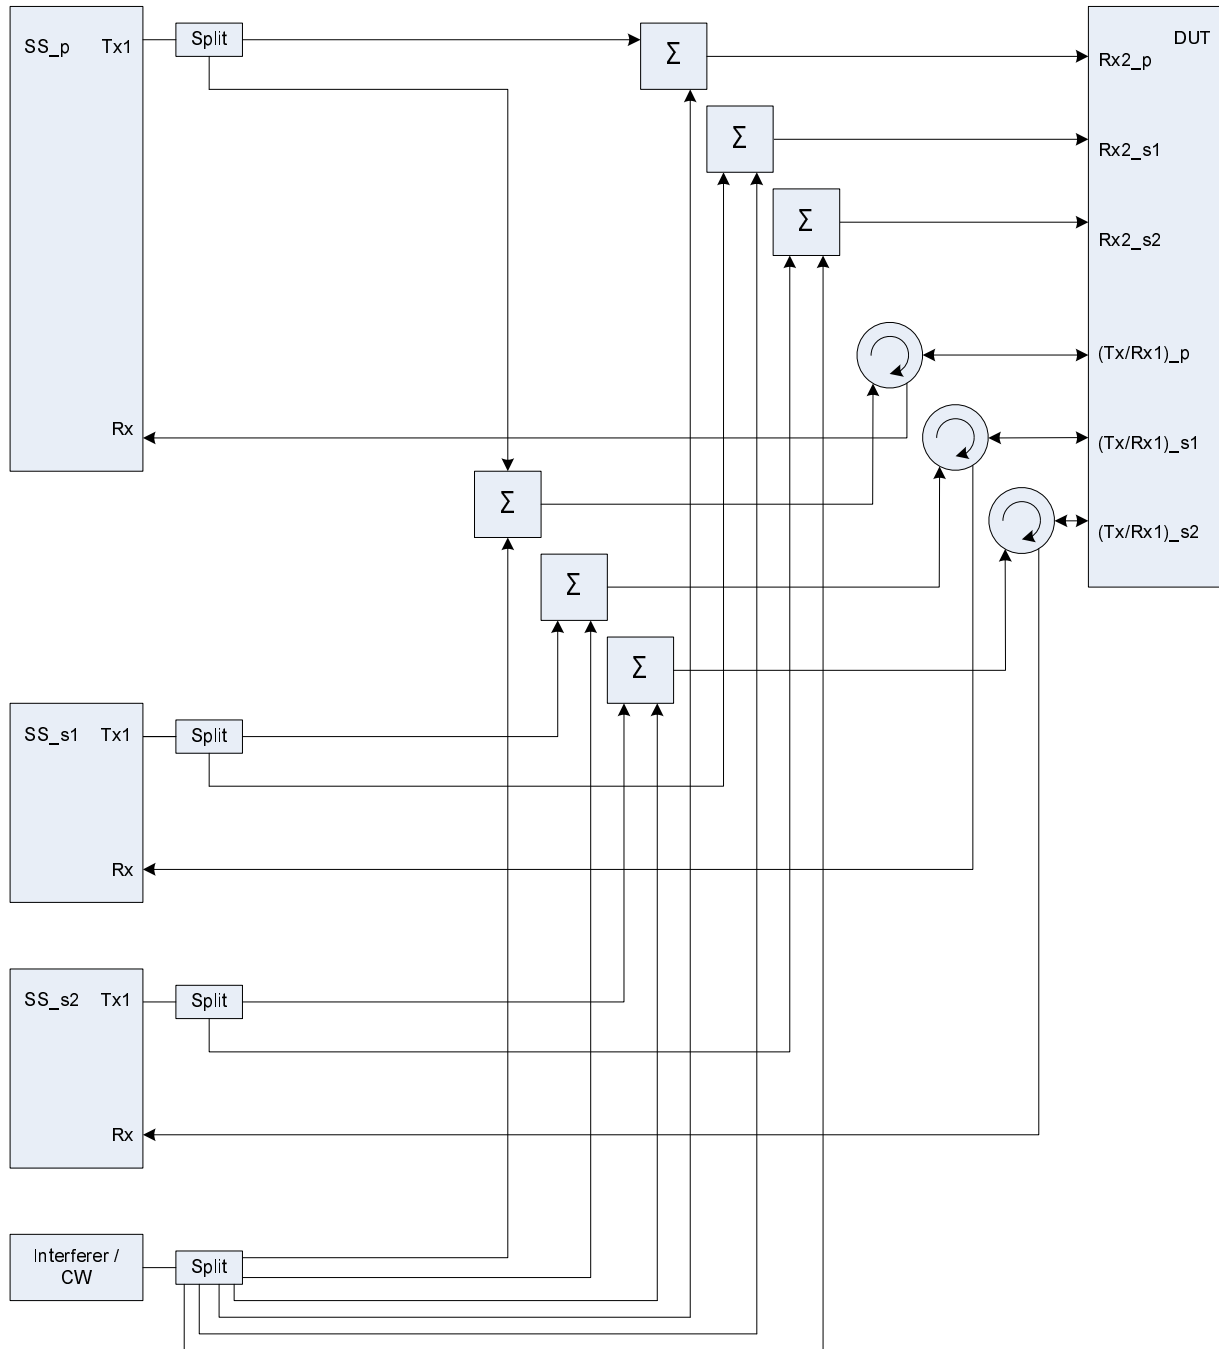 SS_p Tx1
Split
Σ
DUT
Rx2_p
Σ
Rx2_s1
Σ
Rx2_s2
(Tx/Rx1)_p
Rx
(Tx/Rx1)_s1
Σ
(Tx/Rx1)_s2
Σ
Σ
SS_s1 Tx1
Split
Rx
SS_s2 Tx1
Split
Rx
Interferer /
CW
Split